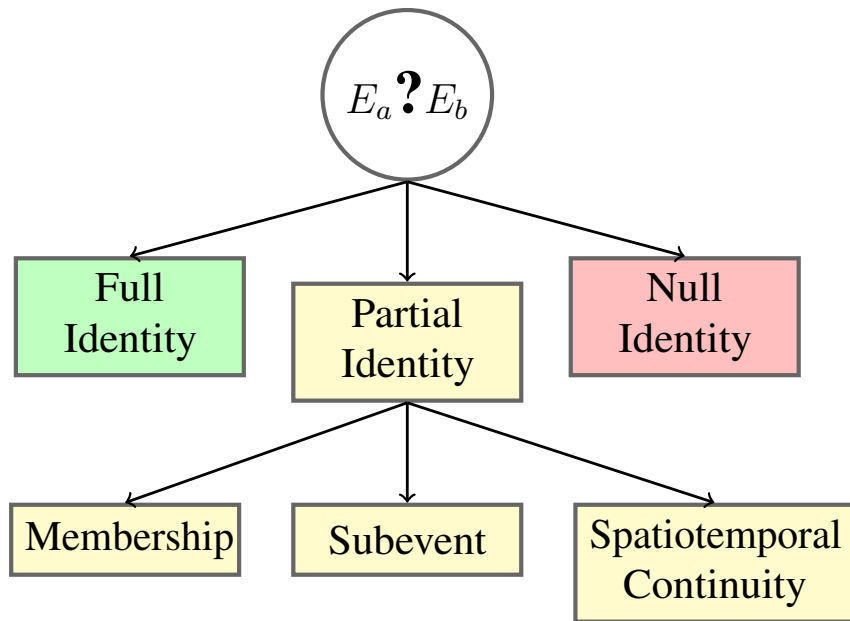 E_a ? E_b
Full
Identity
Partial
Identity
Null
Identity
Membership
Subevent
Spatiotemporal
Continuity